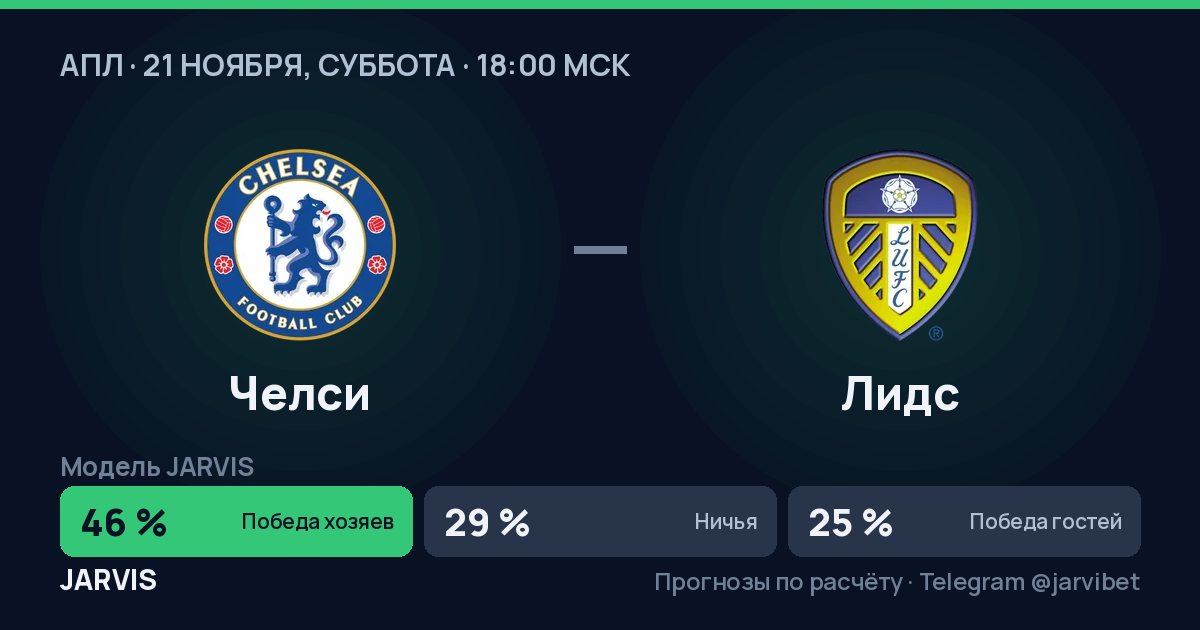 АПЛ · 21 НОЯБРЯ, СУББОТА · 18:00 МСК
CHELSEA
FOOTBALL CLUB
LUFC
®
Челси
Лидс
Модель JARVIS
46 % Победа хозяев
29 % Ничья
25 % Победа гостей
JARVIS
Прогнозы по расчёту · Telegram @jarvibet